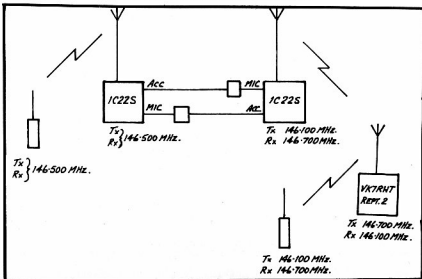 ACC
MIC
IC22S
IC22S
MIC
ACC
Tx
Rx } 146·500 MHz.
Tx 146·100 MHz.
Rx 146·700 MHz.
Tx
Rx } 146·500 MHz.
VK7RHT
REPT. 2
Tx 146·700 MHz.
Rx 146·100 MHz.
Tx 146·100 MHz.
Rx 146·700 MHz.